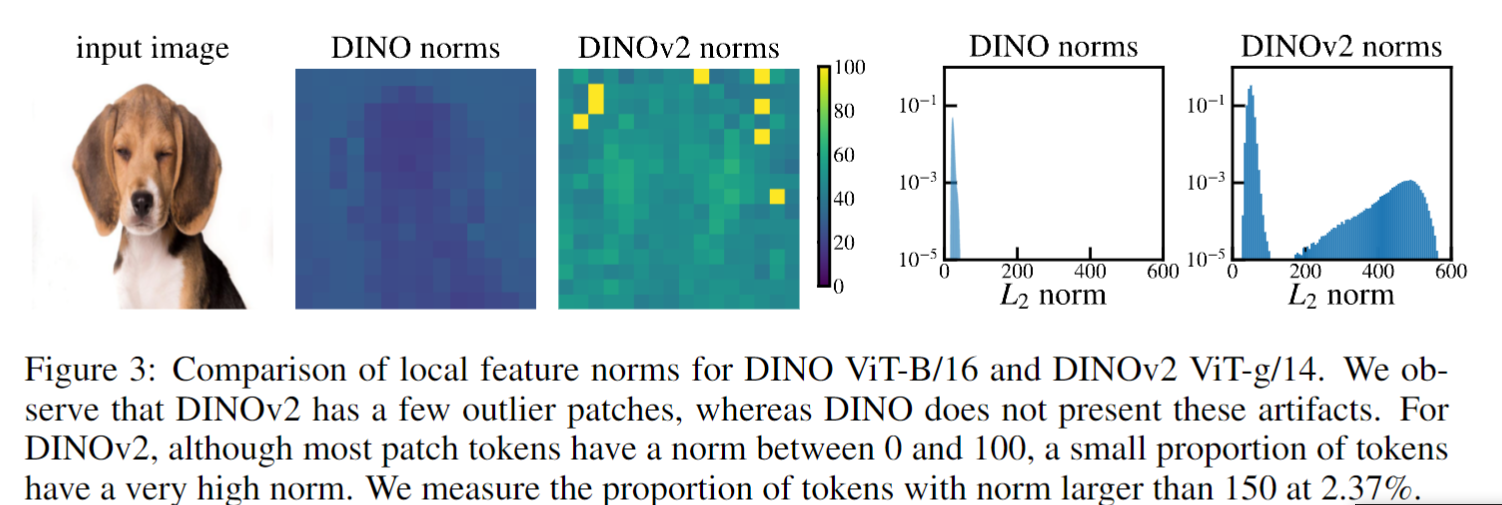 input image
DINO norms
DINOv2 norms
100
80
60
40
20
0
DINO norms
10⁻¹
10⁻³
10⁻⁵
0 200 400 600
L₂ norm
DINOv2 norms
10⁻¹
10⁻³
10⁻⁵
0 200 400 600
L₂ norm
Figure 3: Comparison of local feature norms for DINO ViT-B/16 and DINOv2 ViT-g/14. We ob-
serve that DINOv2 has a few outlier patches, whereas DINO does not present these artifacts. For
DINOv2, although most patch tokens have a norm between 0 and 100, a small proportion of tokens
have a very high norm. We measure the proportion of tokens with norm larger than 150 at 2.37%.